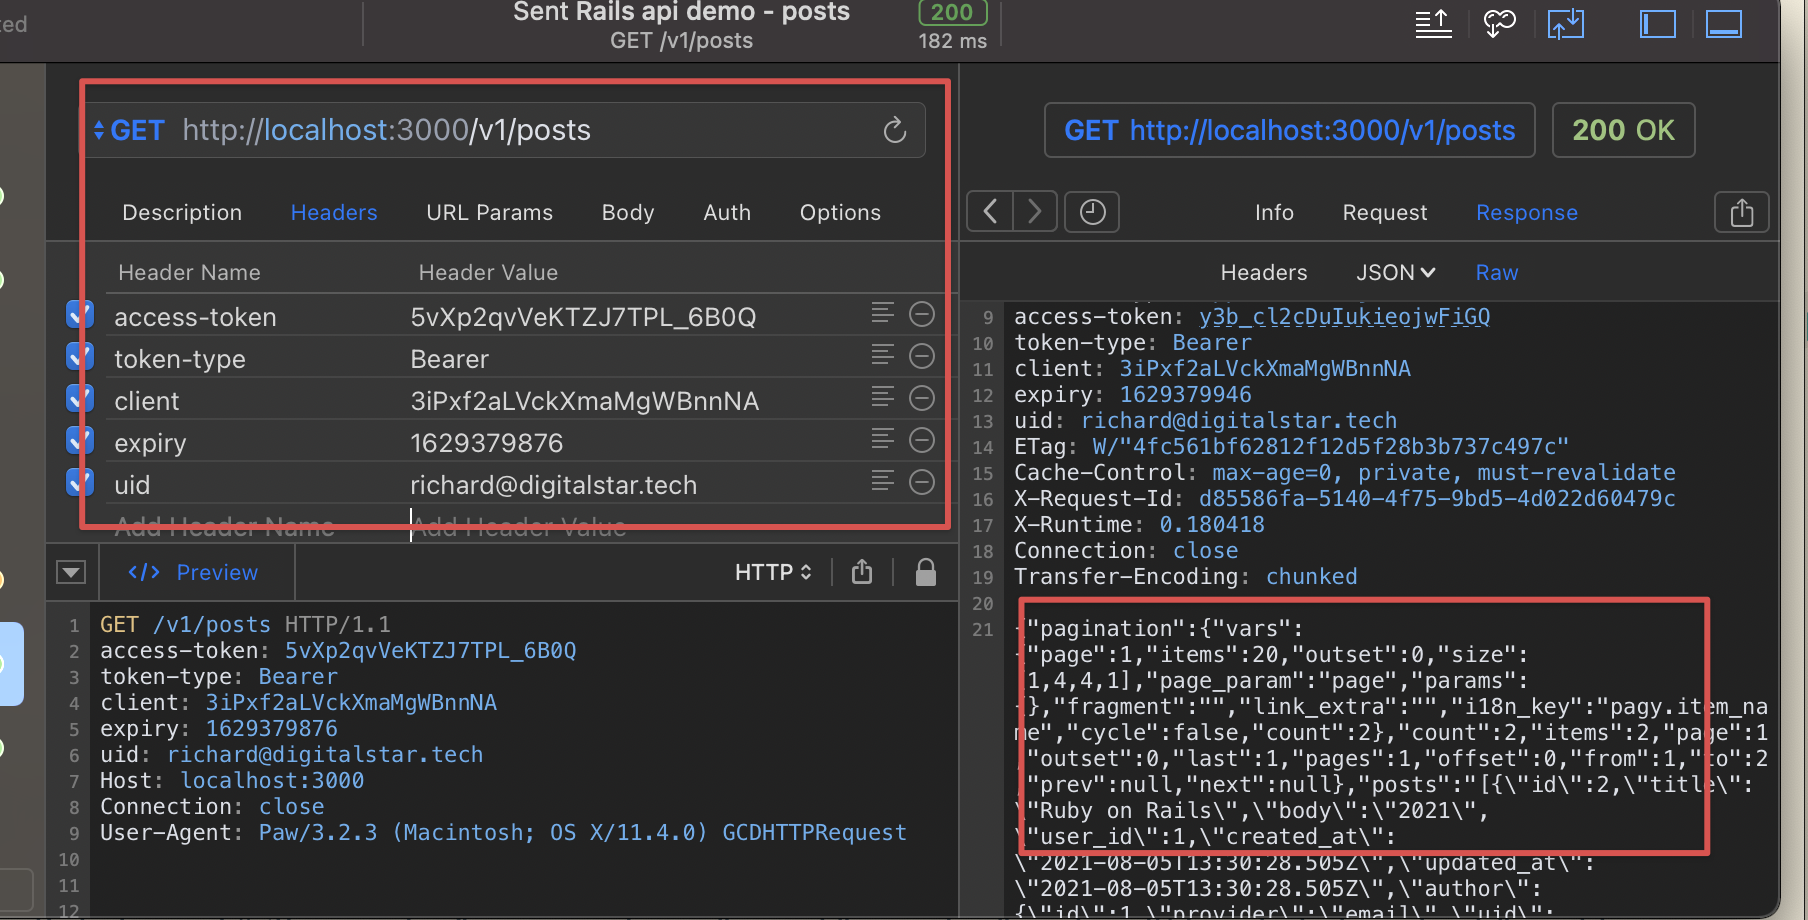 ted
Sent Rails api demo - posts
GET /v1/posts
200
182 ms
GET http://localhost:3000/v1/posts
Description Headers URL Params Body Auth Options
Header Name Header Value
access-token 5vXp2qvVeKTZJ7TPL_6B0Q
token-type Bearer
client 3iPxf2aLVckXmaMgWBnnNA
expiry 1629379876
uid richard@digitalstar.tech
Add Header Name Add Header Value
</> Preview HTTP
1 GET /v1/posts HTTP/1.1
2 access-token: 5vXp2qvVeKTZJ7TPL_6B0Q
3 token-type: Bearer
4 client: 3iPxf2aLVckXmaMgWBnnNA
5 expiry: 1629379876
6 uid: richard@digitalstar.tech
7 Host: localhost:3000
8 Connection: close
9 User-Agent: Paw/3.2.3 (Macintosh; OS X/11.4.0) GCDHTTPRequest
10
11
12
GET http://localhost:3000/v1/posts 200 OK
Info Request Response
Headers JSON Raw
9 access-token: y3b_cl2cDuIukieojwFiGQ
10 token-type: Bearer
11 client: 3iPxf2aLVckXmaMgWBnnNA
12 expiry: 1629379946
13 uid: richard@digitalstar.tech
14 ETag: W/"4fc561bf62812f12d5f28b3b737c497c"
15 Cache-Control: max-age=0, private, must-revalidate
16 X-Request-Id: d85586fa-5140-4f75-9bd5-4d022d60479c
17 X-Runtime: 0.180418
18 Connection: close
19 Transfer-Encoding: chunked
20
21 {"pagination":{"vars":
{"page":1,"items":20,"outset":0,"size":
[1,4,4,1],"page_param":"page","params":
{},"fragment":"","link_extra":"","i18n_key":"pagy.item_na
me","cycle":false,"count":2},"count":2,"items":2,"page":1
,"outset":0,"last":1,"pages":1,"offset":0,"from":1,"to":2
,"prev":null,"next":null},"posts":"[{\"id\":2,\"title\":
\"Ruby on Rails\",\"body\":\"2021\",
\"user_id\":1,\"created_at\":
\"2021-08-05T13:30:28.505Z\",\"updated_at\":
\"2021-08-05T13:30:28.505Z\",\"author\":
{\"id\":1,\"provider\":\"email\",\"uid\":